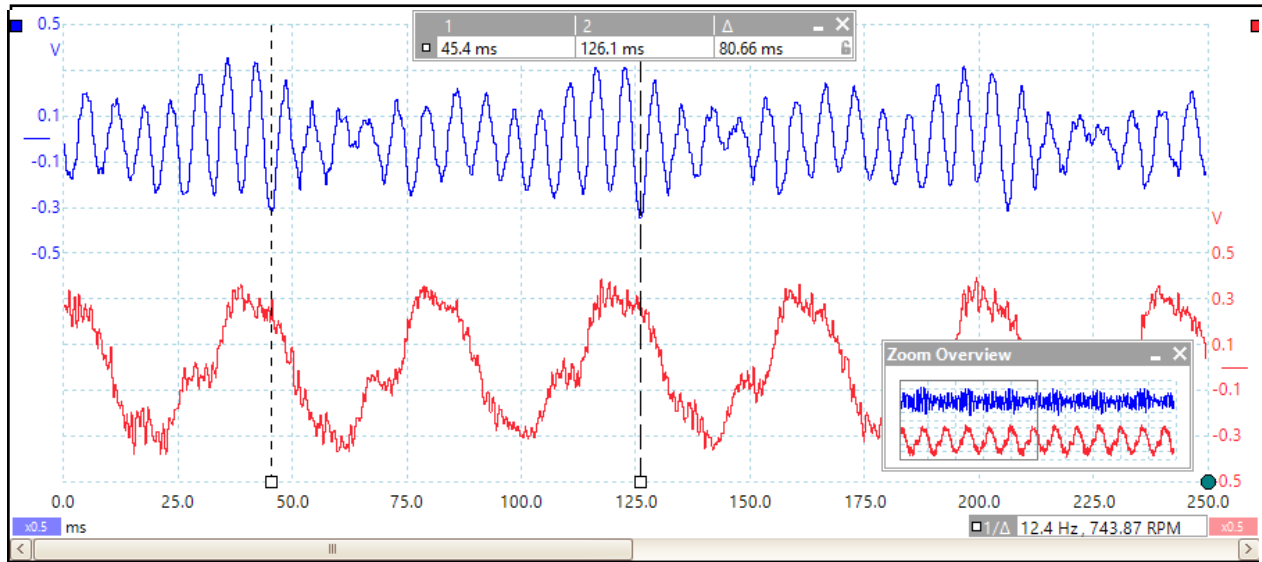 0.5
1 2 Δ
V
45.4 ms 126.1 ms 80.66 ms
0.1
-0.1
-0.3
V
-0.5 0.5
0.3
0.1
Zoom Overview
-0.1
-0.3
-0.5
0.0 25.0 50.0 75.0 100.0 125.0 150.0 175.0 200.0 225.0 250.0
x0.5 ms 1/Δ 12.4 Hz, 743.87 RPM x0.5